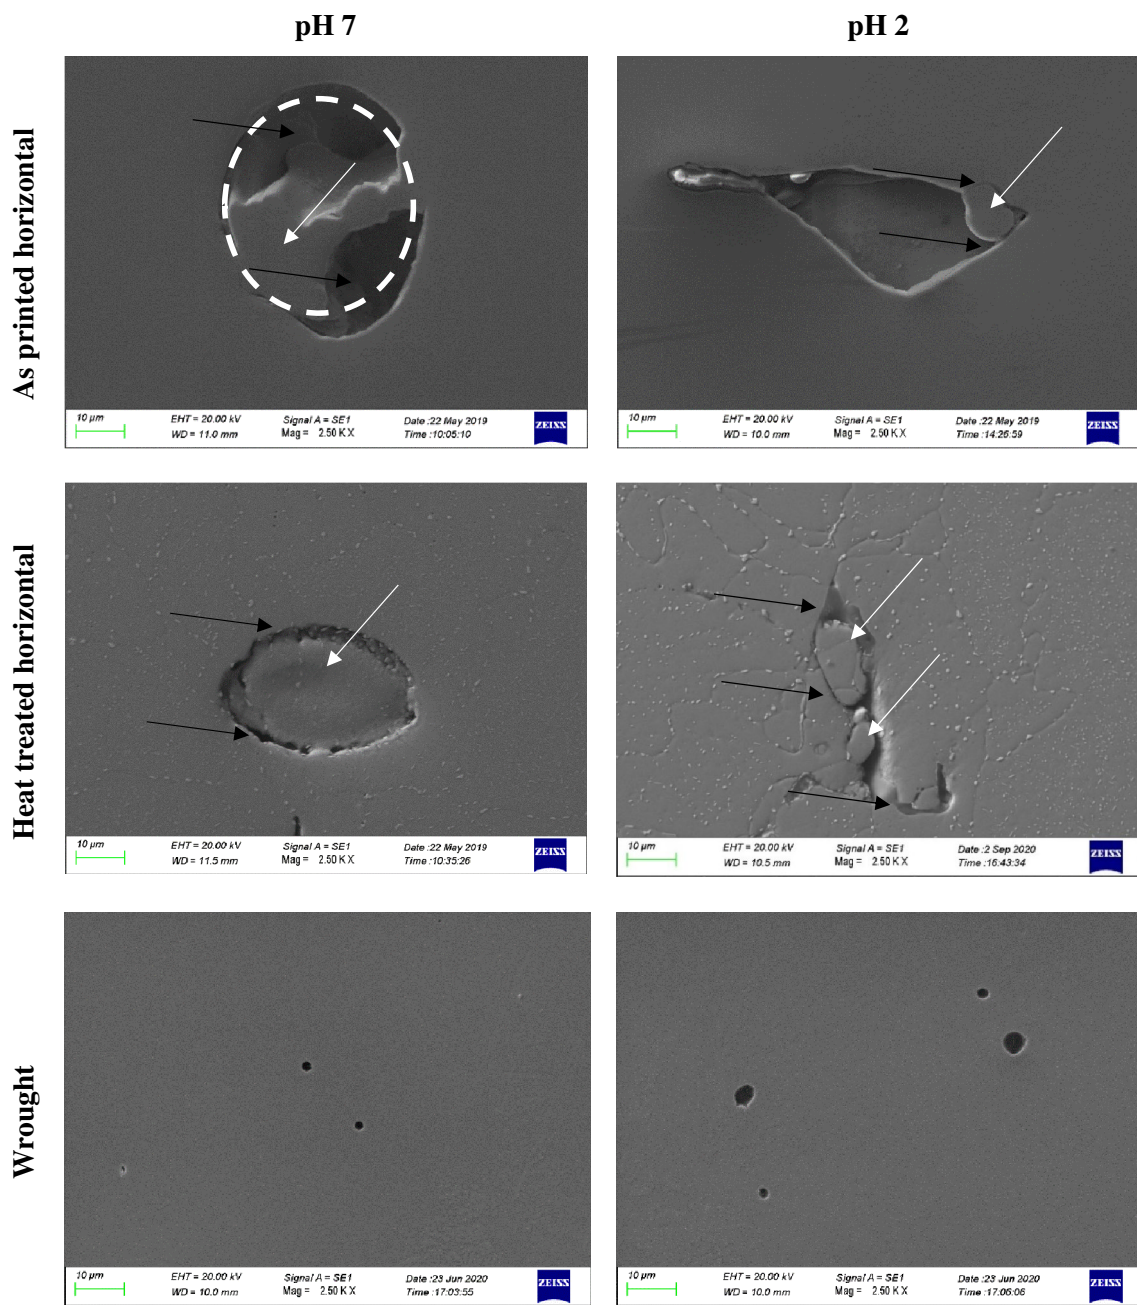 pH 7
pH 2
As printed horizontal
10 µm
EHT = 20.00 kV
WD = 11.0 mm
Signal A = SE1
Mag = 2.50 K X
Date :22 May 2019
Time :10:05:10
ZEISS
10 µm
EHT = 20.00 kV
WD = 10.0 mm
Signal A = SE1
Mag = 2.50 K X
Date :22 May 2019
Time :14:26:59
ZEISS
Heat treated horizontal
10 µm
EHT = 20.00 kV
WD = 11.5 mm
Signal A = SE1
Mag = 2.50 K X
Date :22 May 2019
Time :10:35:26
ZEISS
10 µm
EHT = 20.00 kV
WD = 10.5 mm
Signal A = SE1
Mag = 2.50 K X
Date :2 Sep 2020
Time :16:43:34
ZEISS
Wrought
10 µm
EHT = 20.00 kV
WD = 10.0 mm
Signal A = SE1
Mag = 2.50 K X
Date :23 Jun 2020
Time :17:03:55
ZEISS
10 µm
EHT = 20.00 kV
WD = 10.0 mm
Signal A = SE1
Mag = 2.50 K X
Date :23 Jun 2020
Time :17:06:06
ZEISS